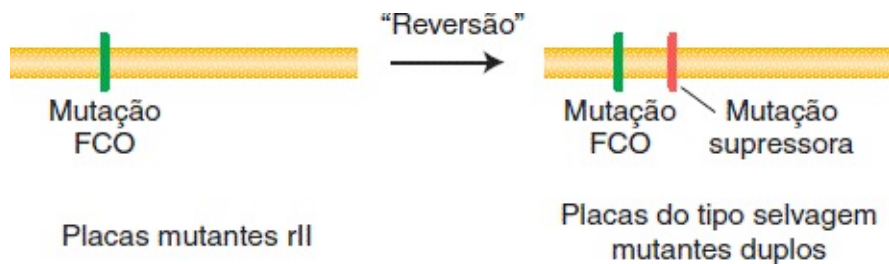 "Reversão"
Mutação
FCO
Mutação
FCO
Mutação
supressora
Placas mutantes rII
Placas do tipo selvagem
mutantes duplos